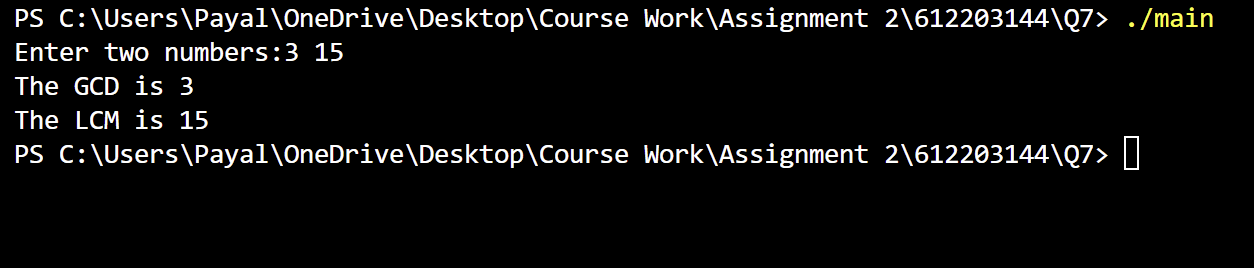 PS C:\Users\Payal\OneDrive\Desktop\Course Work\Assignment 2\612203144\Q7> ./main
Enter two numbers:3 15
The GCD is 3
The LCM is 15
PS C:\Users\Payal\OneDrive\Desktop\Course Work\Assignment 2\612203144\Q7>